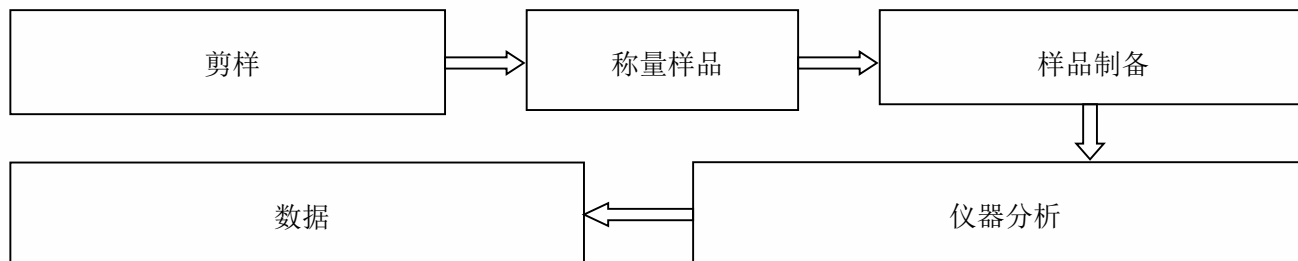 剪样
称量样品
样品制备
仪器分析
数据